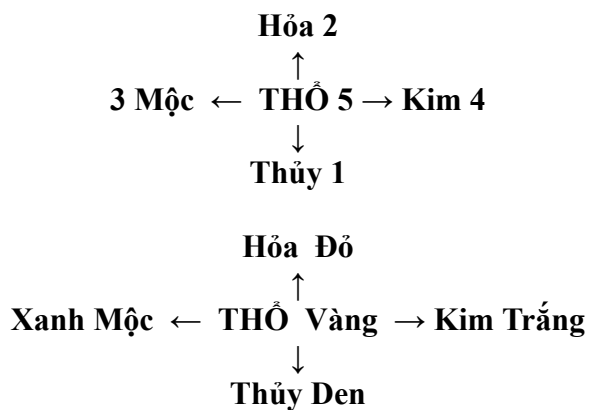 Hỏa 2
↑
3 Mộc ← THỔ 5 → Kim 4
↓
Thủy 1
Hỏa Đỏ
↑
Xanh Mộc ← THỔ Vàng → Kim Trắng
↓
Thủy Den